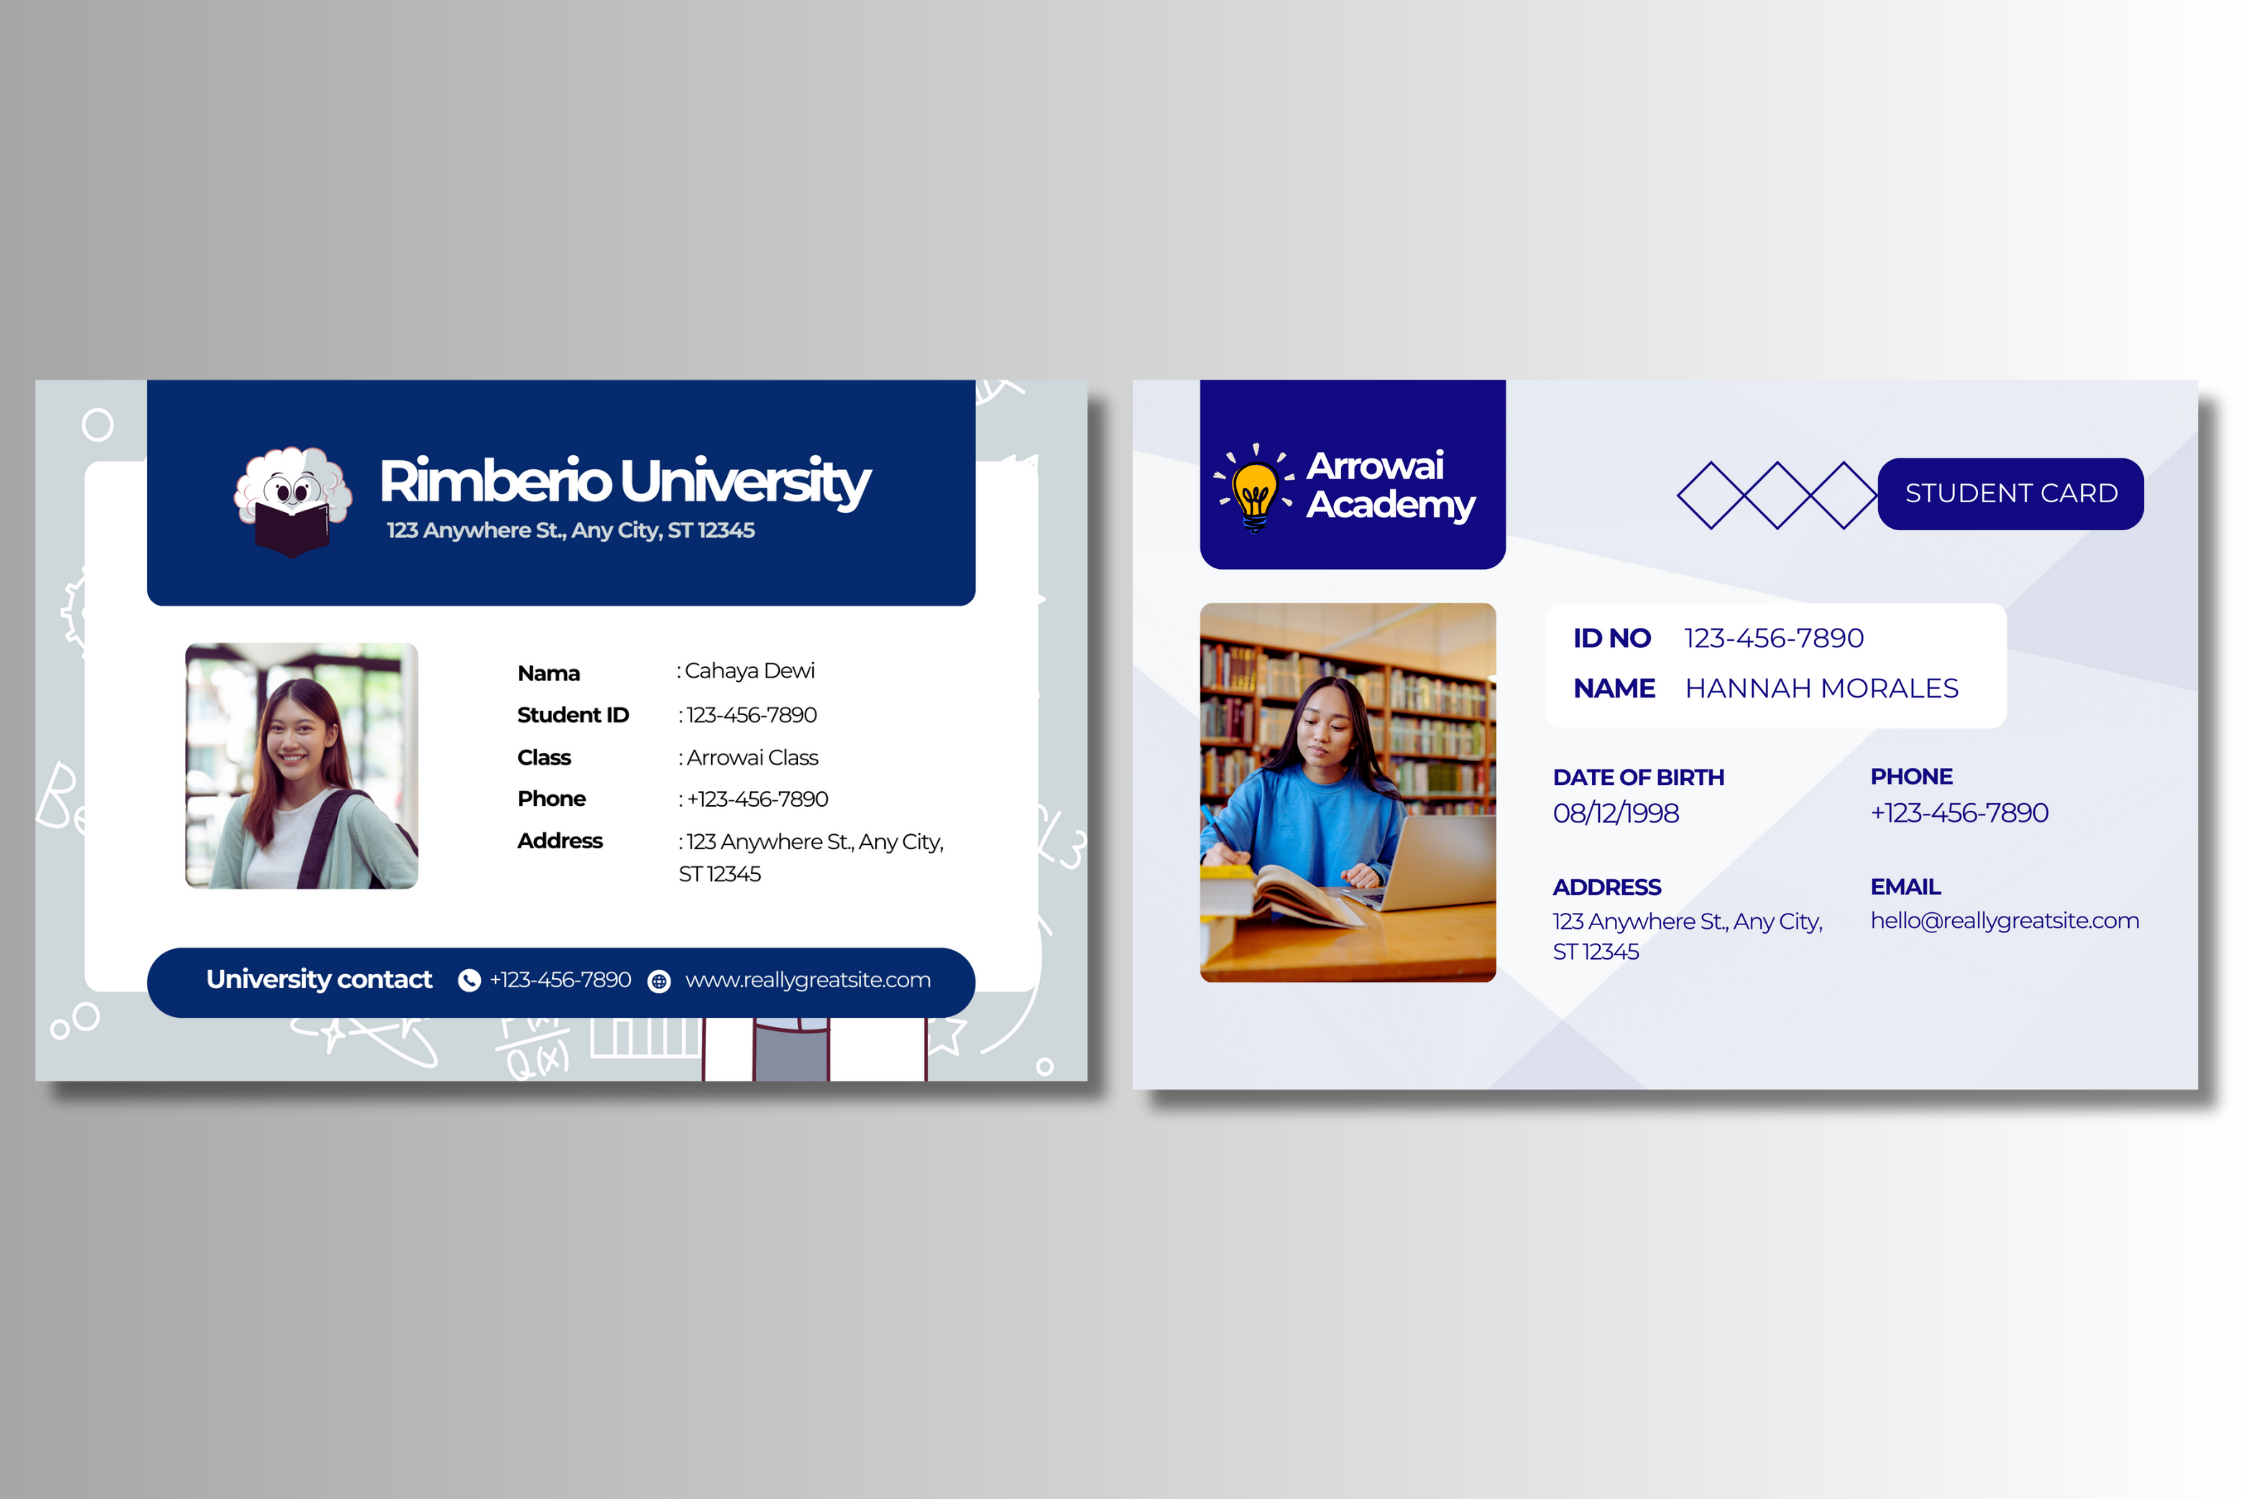 Rimberio University
123 Anywhere St., Any City, ST 12345
Nama : Cahaya Dewi
Student ID : 123-456-7890
Class : Arrowai Class
Phone : +123-456-7890
Address : 123 Anywhere St., Any City,
ST 12345
University contact +123-456-7890 www.reallygreatsite.com
Q(x)
Arrowai
Academy
STUDENT CARD
ID NO 123-456-7890
NAME HANNAH MORALES
DATE OF BIRTH
08/12/1998
PHONE
+123-456-7890
ADDRESS
123 Anywhere St., Any City,
ST 12345
EMAIL
hello@reallygreatsite.com